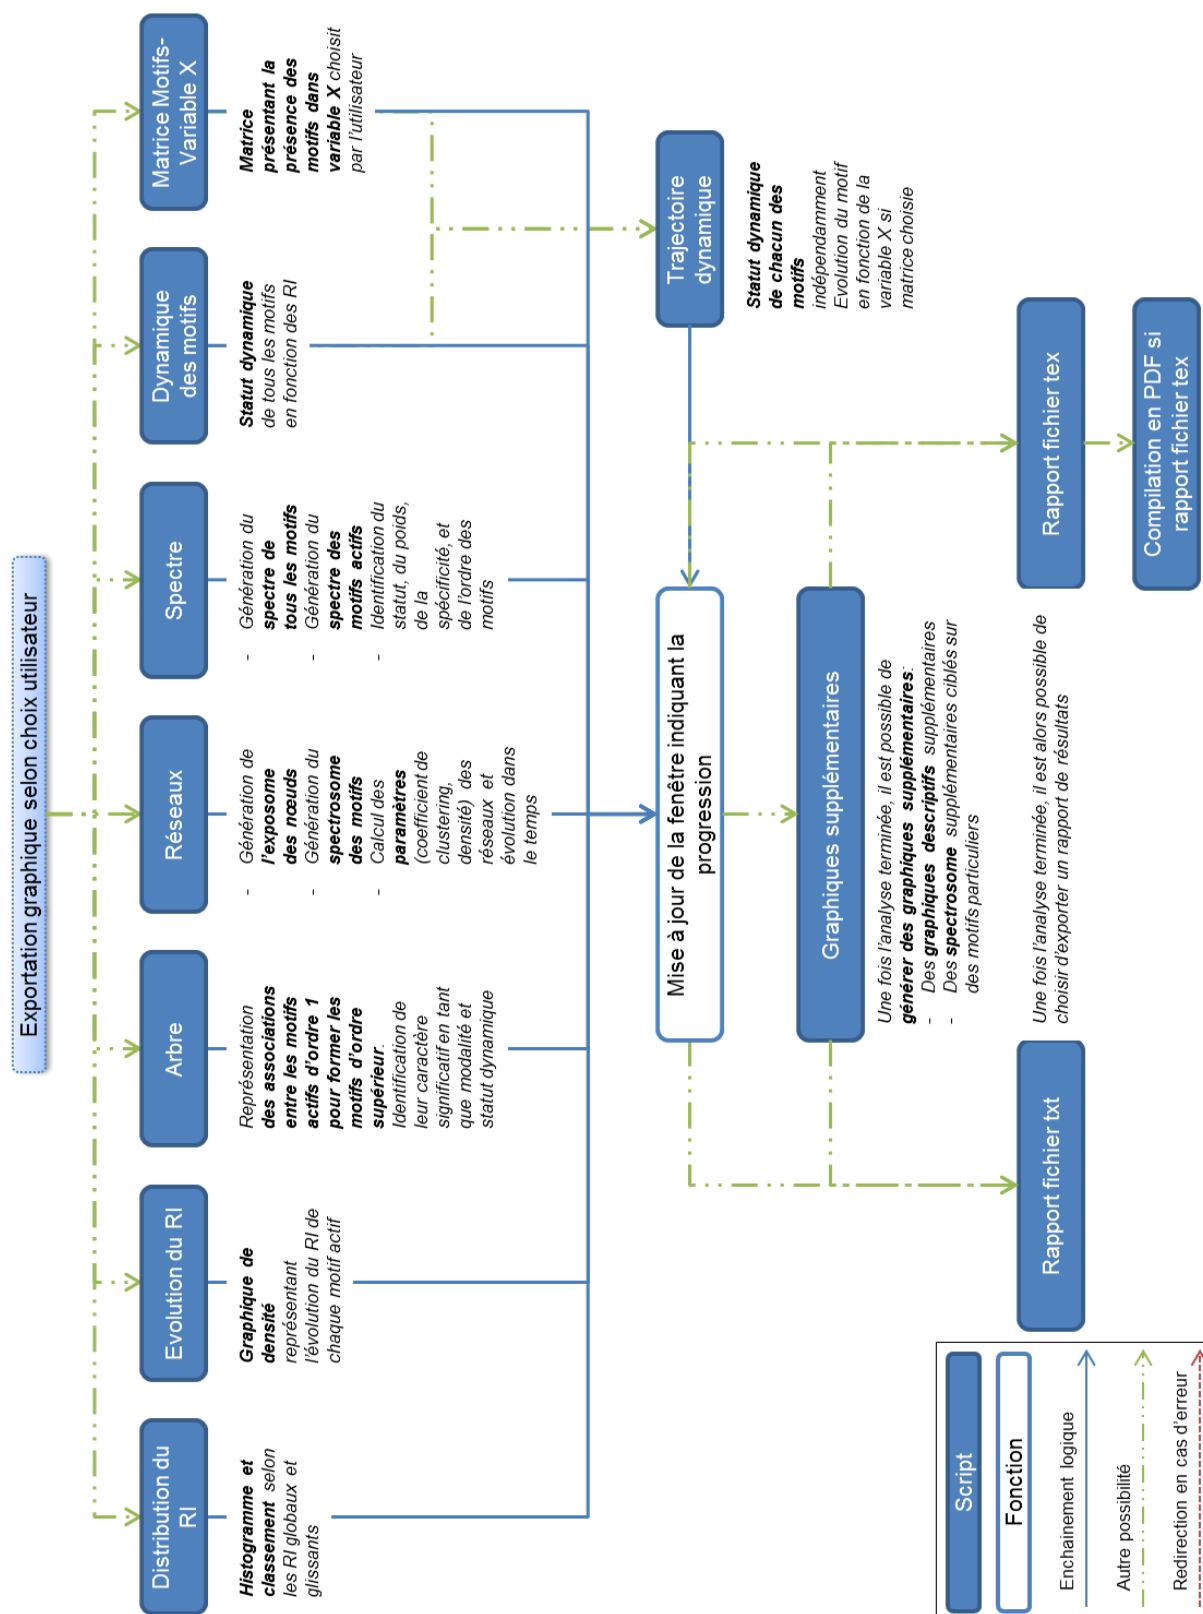 Exportation graphique selon choix utilisateur
Distribution du
RI
Histogramme et
classement selon
les RI globaux et
glissants
Evolution du RI
Graphique de
densité
représentant
l'évolution du RI de
chaque motif actif
Arbre
Représentation
des associations
entre les motifs
actifs d'ordre 1
pour former les
motifs d'ordre
supérieur.
Identification de
leur caractère
significatif en tant
que modalité et
statut dynamique
Réseaux
- Génération de
l'exposome
des nœuds
- Génération du
spectrosome
des motifs
- Calcul des
paramètres
(coefficient de
clustering,
densité) des
réseaux et
évolution dans
le temps
Spectre
- Génération du
spectre de
tous les motifs
- Génération du
spectre des
motifs actifs
- Identification du
statut, du poids,
de la
spécificité, et
de l'ordre des
motifs
Dynamique
des motifs
Statut dynamique
de tous les motifs
en fonction des RI
Matrice Motifs-
Variable X
Matrice
présentant la
présence des
motifs dans
variable X choisit
par l'utilisateur
Trajectoire
dynamique
Statut dynamique
de chacun des
motifs
indépendamment
Evolution du motif
en fonction de la
variable X si
matrice choisie
Mise à jour de la fenêtre indiquant la
progression
Graphiques supplémentaires
Une fois l'analyse terminée, il est possible de
générer des graphiques supplémentaires:
- Des graphiques descriptifs supplémentaires
- Des spectrosome supplémentaires ciblés sur
des motifs particuliers
Rapport fichier txt
Une fois l'analyse terminée, il est alors possible de
choisir d'exporter un rapport de résultats
Rapport fichier tex
Compilation en PDF si
rapport fichier tex
Script
Fonction
Enchainement logique
Autre possibilité
Redirection en cas d'erreur